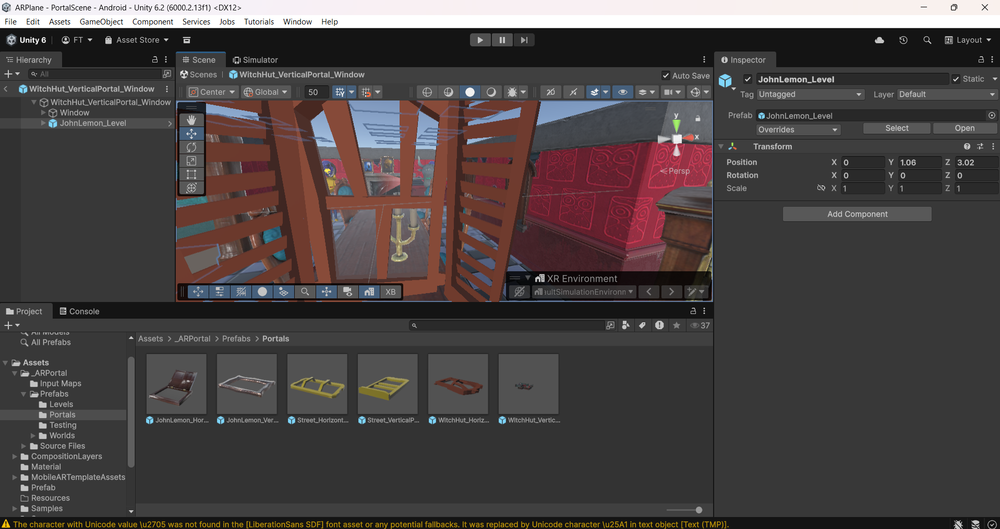 ARPlane - PortalScene - Android - Unity 6.2 (6000.2.13f1) <DX12>
File Edit Assets GameObject Component Services Jobs Tutorials Window Help
Unity 6 FT Asset Store Layout
Hierarchy
All
WitchHut_VerticalPortal_Window
WitchHut_VerticalPortal_Window
Window
JohnLemon_Level
Scene Simulator
Scenes WitchHut_VerticalPortal_Window Auto Save
Center Global 50 2D
y
x
Persp
XR Environment
XB aultSimulationEnvironn
Inspector
JohnLemon_Level Static
Tag Untagged Layer Default
Prefab JohnLemon_Level
Overrides Select Open
Transform
Position X 0 Y 1.06 Z 3.02
Rotation X 0 Y 0 Z 0
Scale X 1 Y 1 Z 1
Add Component
Project Console
37
All Models
All Prefabs
Assets
_ARPortal
Input Maps
Prefabs
Levels
Portals
Testing
Worlds
Source Files
CompositionLayers
Material
MobileARTemplateAssets
Prefab
Resources
Samples
Assets > _ARPortal > Prefabs > Portals
JohnLemon_Hor... JohnLemon_Ver... Street_Horizont... Street_VerticalP... WitchHut_Horiz... WitchHut_Vertic...
The character with Unicode value \u2705 was not found in the [LiberationSans SDF] font asset or any potential fallbacks. It was replaced by Unicode character \u25A1 in text object [Text (TMP)].